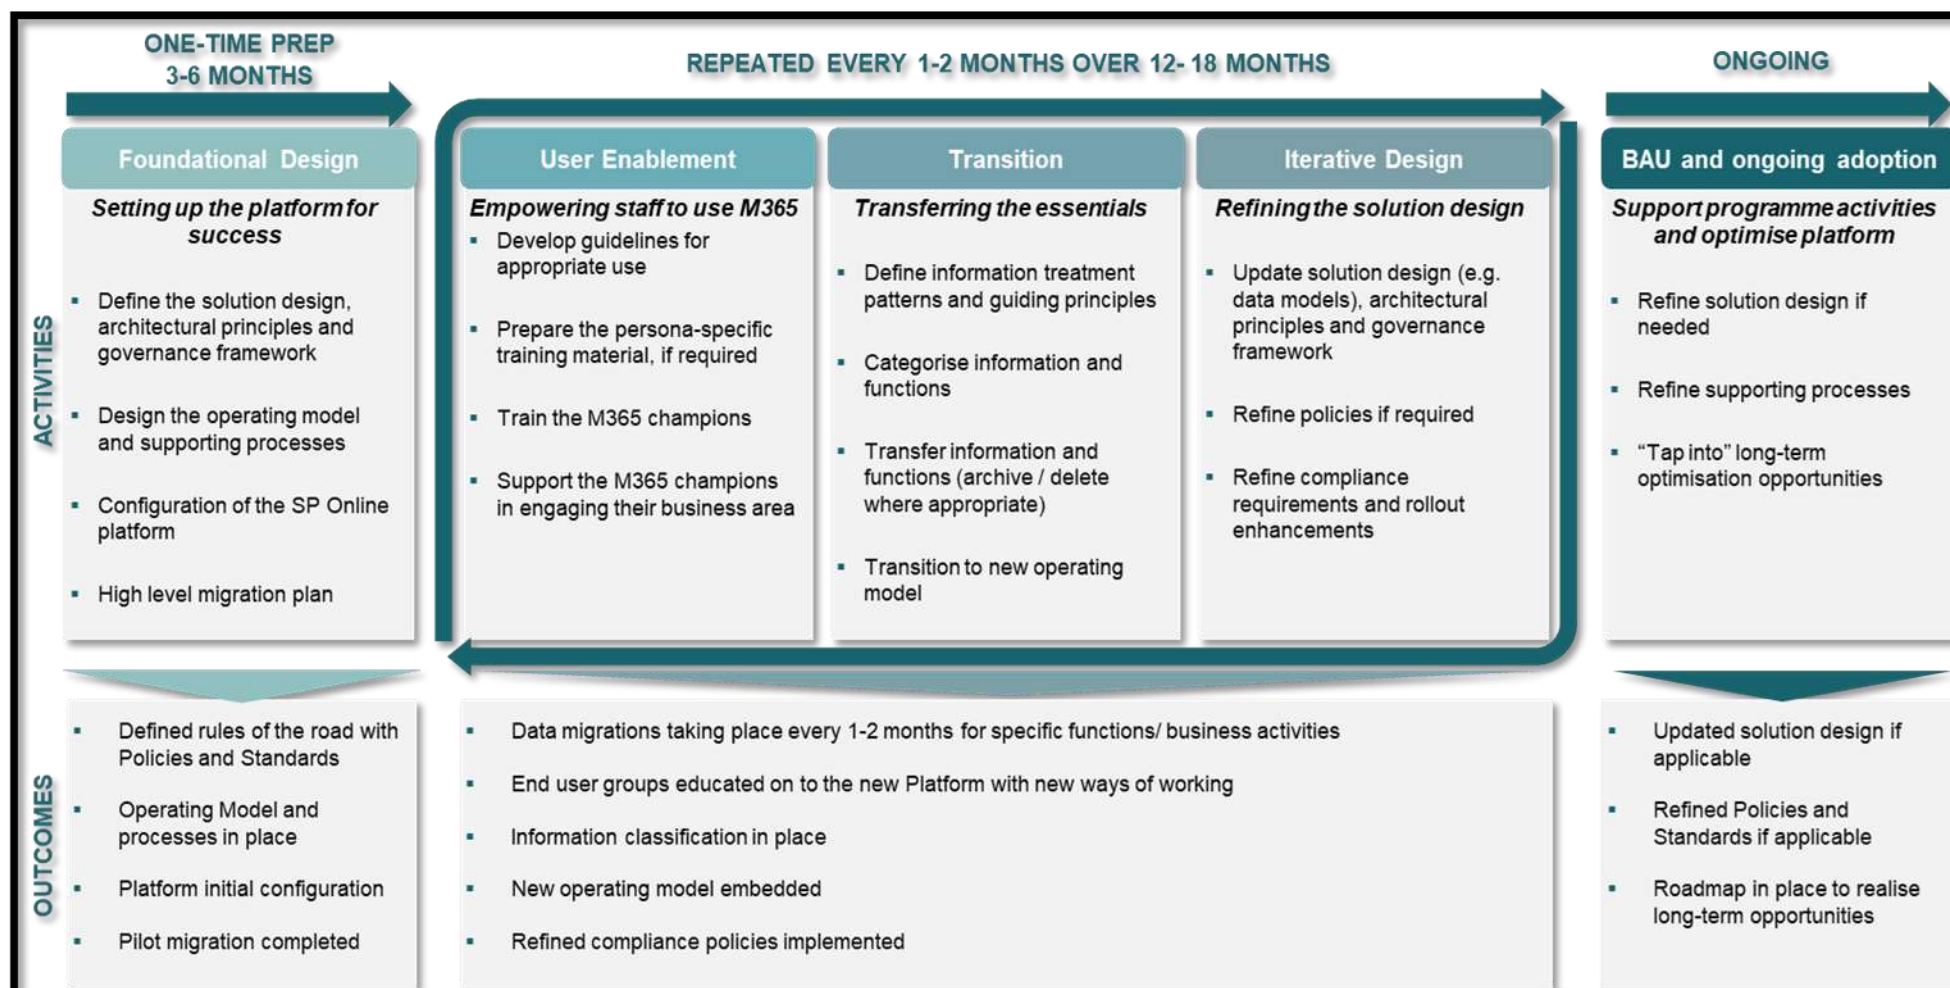 ONE-TIME PREP
3-6 MONTHS
REPEATED EVERY 1-2 MONTHS OVER 12- 18 MONTHS
ONGOING
ACTIVITIES
Foundational Design
Setting up the platform for
success
Define the solution design,
architectural principles and
governance framework
Design the operating model
and supporting processes
Configuration of the SP Online
platform
High level migration plan
User Enablement
Empowering staff to use M365
Develop guidelines for
appropriate use
Prepare the persona-specific
training material, if required
Train the M365 champions
Support the M365 champions
in engaging their business area
Transition
Transferring the essentials
Define information treatment
patterns and guiding principles
Categorise information and
functions
Transfer information and
functions (archive / delete
where appropriate)
Transition to new operating
model
Iterative Design
Refining the solution design
Update solution design (e.g.
data models), architectural
principles and governance
framework
Refine policies if required
Refine compliance
requirements and rollout
enhancements
BAU and ongoing adoption
Support programme activities
and optimise platform
Refine solution design if
needed
Refine supporting processes
“Tap into” long-term
optimisation opportunities
OUTCOMES
Defined rules of the road with
Policies and Standards
Operating Model and
processes in place
Platform initial configuration
Pilot migration completed
Data migrations taking place every 1-2 months for specific functions/ business activities
End user groups educated on to the new Platform with new ways of working
Information classification in place
New operating model embedded
Refined compliance policies implemented
Updated solution design if
applicable
Refined Policies and
Standards if applicable
Roadmap in place to realise
long-term opportunities